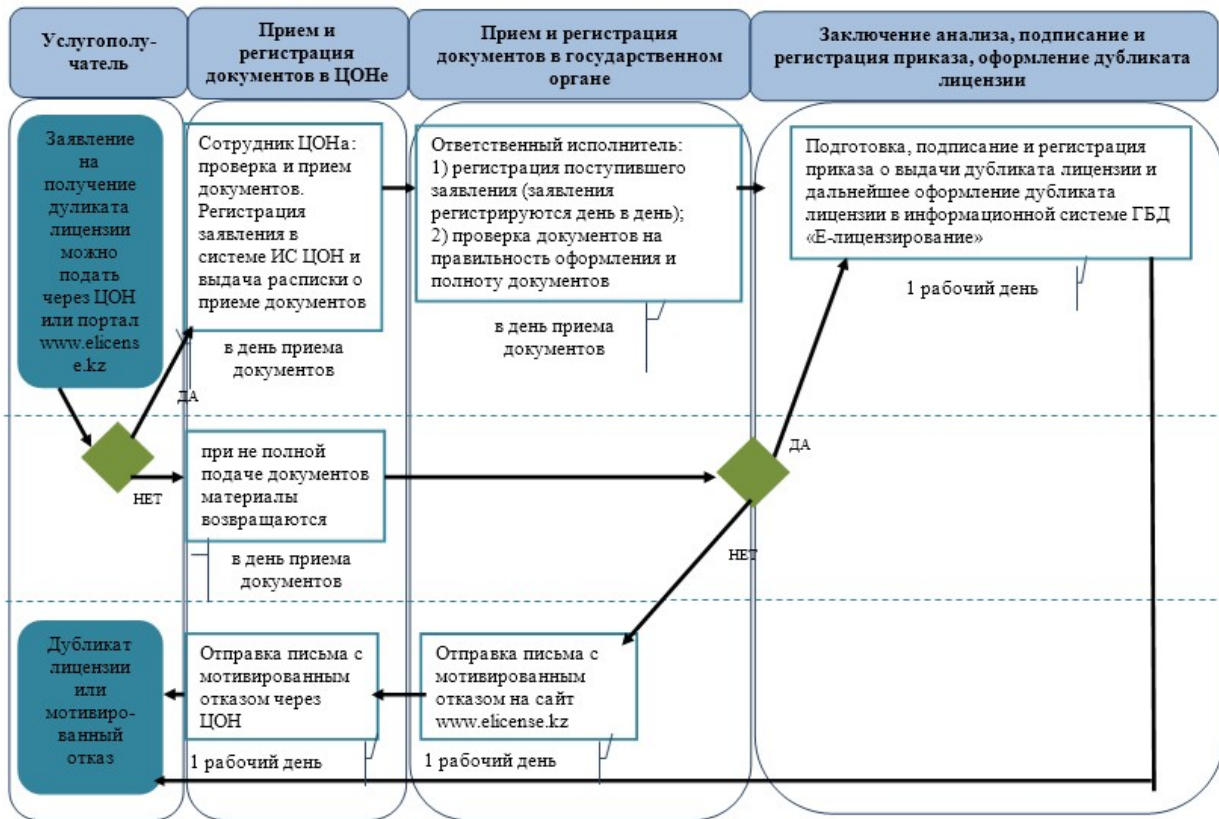 Услугополу-
чатель
Прием и
регистрация
документов в ЦОНе
Прием и регистрация
документов в государственном
органе
Заключение анализа, подписание и
регистрация приказа, оформление дубликата
лицензии
Заявление
на
получение
дуликата
лицензии
можно
подать
через ЦОН
или портал
www.elicens
e.kz
Сотрудник ЦОНа:
проверка и прием
документов.
Регистрация
заявления в
системе ИС ЦОН и
выдача расписки о
приеме документов
Ответственный исполнитель:
1) регистрация поступившего
заявления (заявления
регистрируются день в день);
2) проверка документов на
правильность оформления и
полноту документов
Подготовка, подписание и регистрация
приказа о выдачи дубликата лицензии и
дальнейшее оформление дубликата
лицензии в информационной системе ГБД
«Е-лицензирование»
1 рабочий день
в день приема
документов
в день приема
документов
ДА
НЕТ
при не полной
подаче документов
материалы
возвращаются
в день приема
документов
ДА
НЕТ
Дубликат
лицензии
или
мотивиро-
ванный
отказ
Отправка письма с
мотивированным
отказом через
ЦОН
1 рабочий день
Отправка письма с
мотивированным
отказом на сайт
www.elicense.kz
1 рабочий день